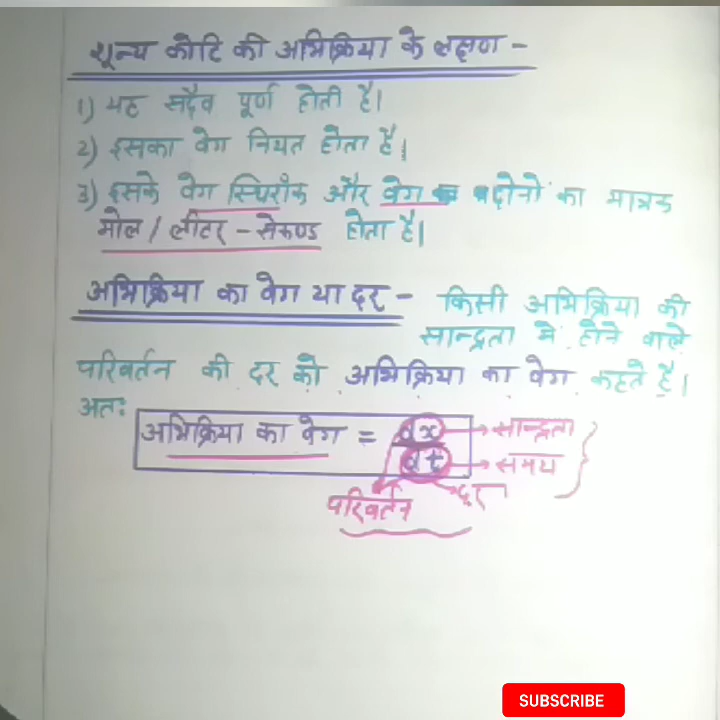 शून्य कोटि की अभिक्रिया के लक्षण -
1) यह सदैव पूर्ण होती है।
2) इसका वेग नियत होता है।
3) इसके वेग स्थिराँक और वेग दोनो का मात्रक
मोल / लीटर - सेकण्ड होता है।
अभिक्रिया का वेग या दर - किसी अभिक्रिया की
सान्द्रता मे होने वाले
परिवर्तन की दर को अभिक्रिया का वेग कहते है।
अतः
अभिक्रिया का वेग = dx/dt
सान्द्रता
समय
परिवर्तन
दर
SUBSCRIBE